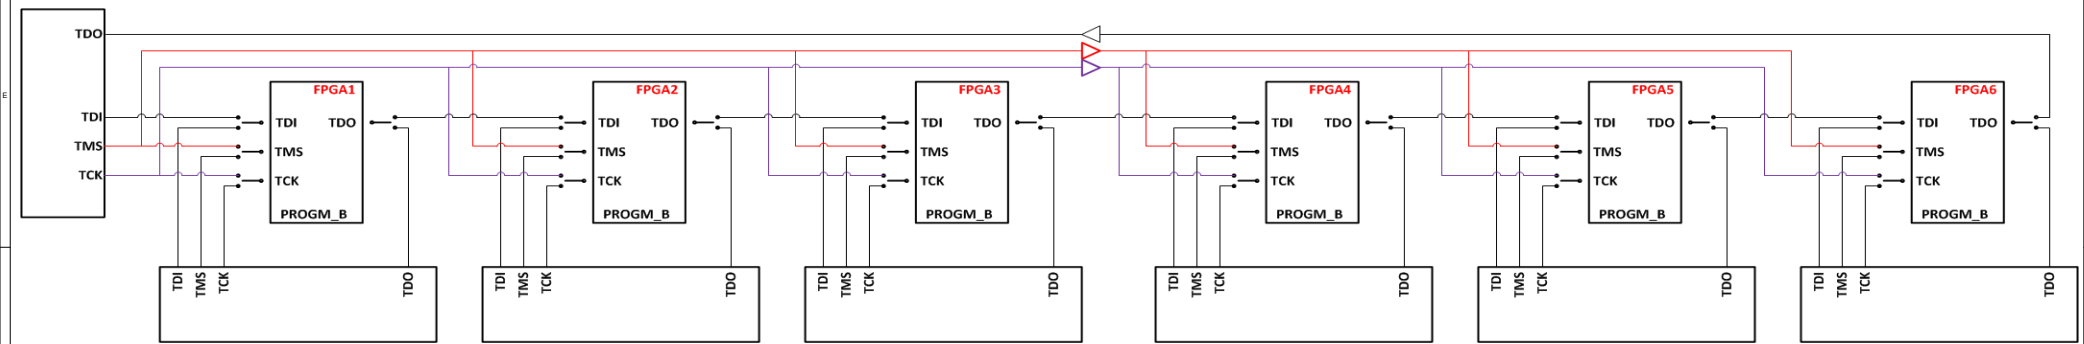 TDO
E
FPGA1 FPGA2 FPGA3 FPGA4 FPGA5 FPGA6
TDI
TDI TDO TDI TDO TDI TDO TDI TDO TDI TDO TDI TDO
TMS
TMS TMS TMS TMS TMS TMS
TCK
TCK TCK TCK TCK TCK TCK
PROGM_B PROGM_B PROGM_B PROGM_B PROGM_B PROGM_B
TDI TMS TCK TDO TDI TMS TCK TDO TDI TMS TCK TDO TDI TMS TCK TDO TDI TMS TCK TDO TDI TMS TCK TDO